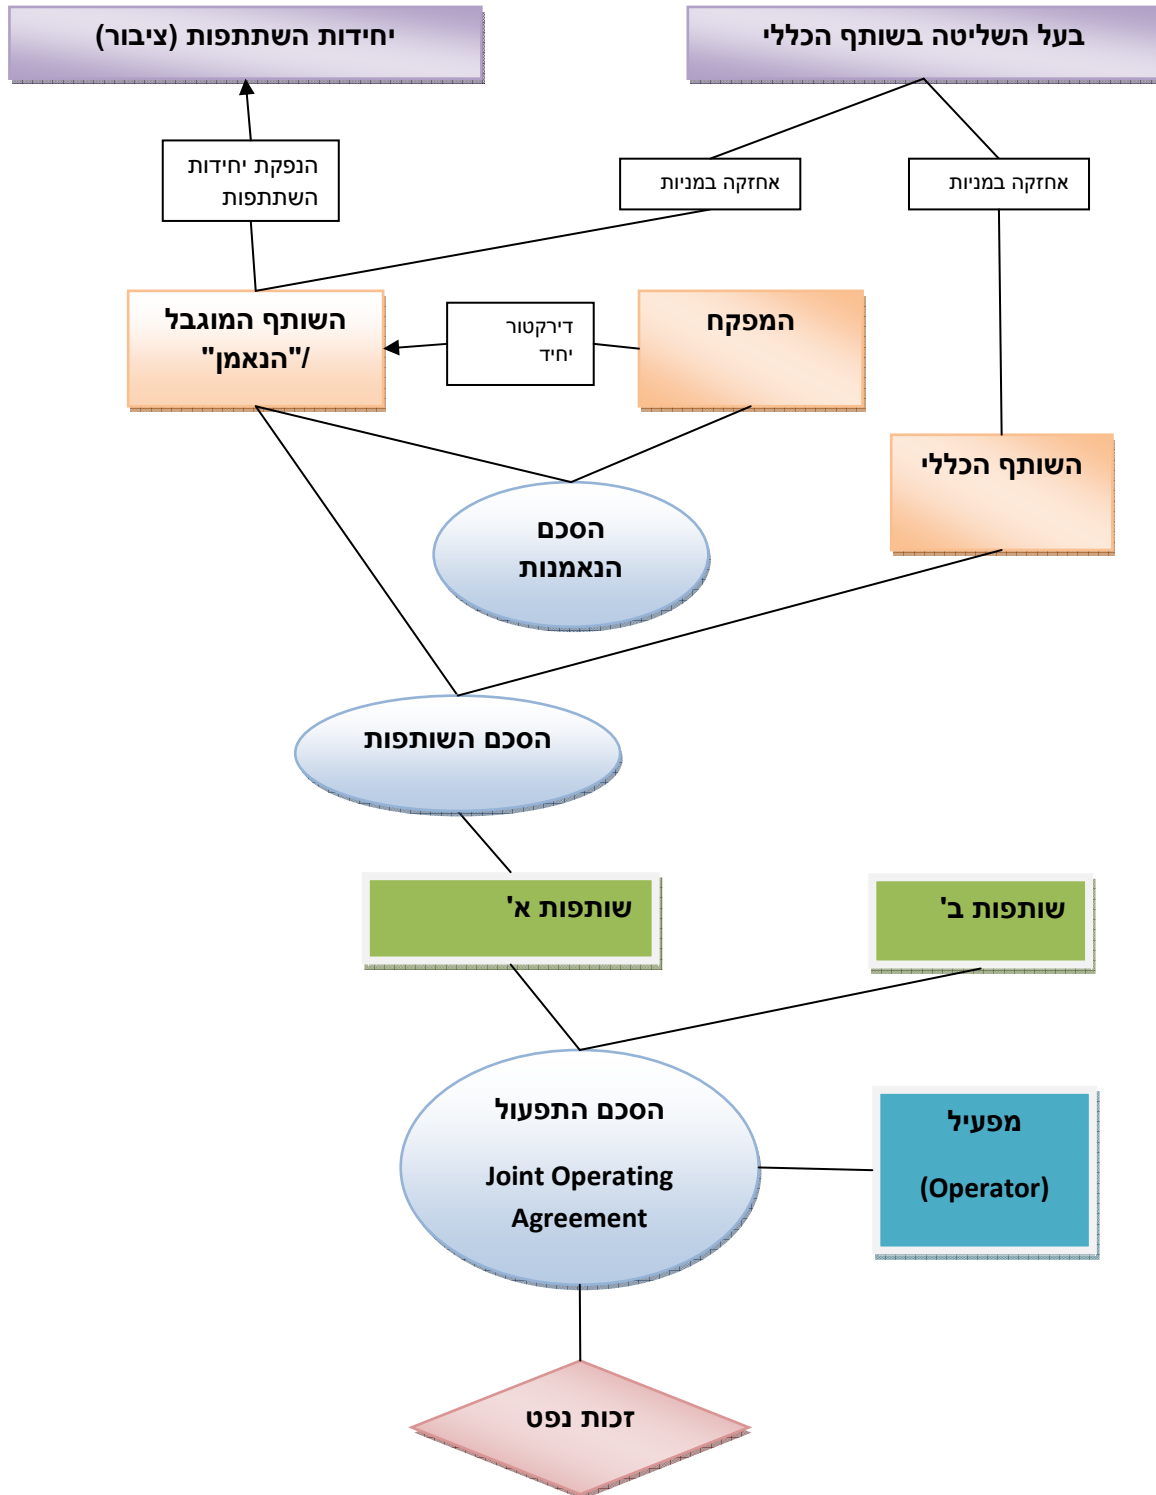 בעל השליטה בשותף הכללי
יחידות השתתפות (ציבור)
הנפקת יחידות
השתתפות
אחזקה במניות
אחזקה במניות
המפקח
דירקטור
יחיד
השותף המוגבל
/"הנאמן"
השותף הכללי
הסכם
הנאמנות
הסכם השותפות
שותפות ב'
שותפות א'
הסכם התפעול
Joint Operating
Agreement
מפעיל
(Operator)
זכות נפט